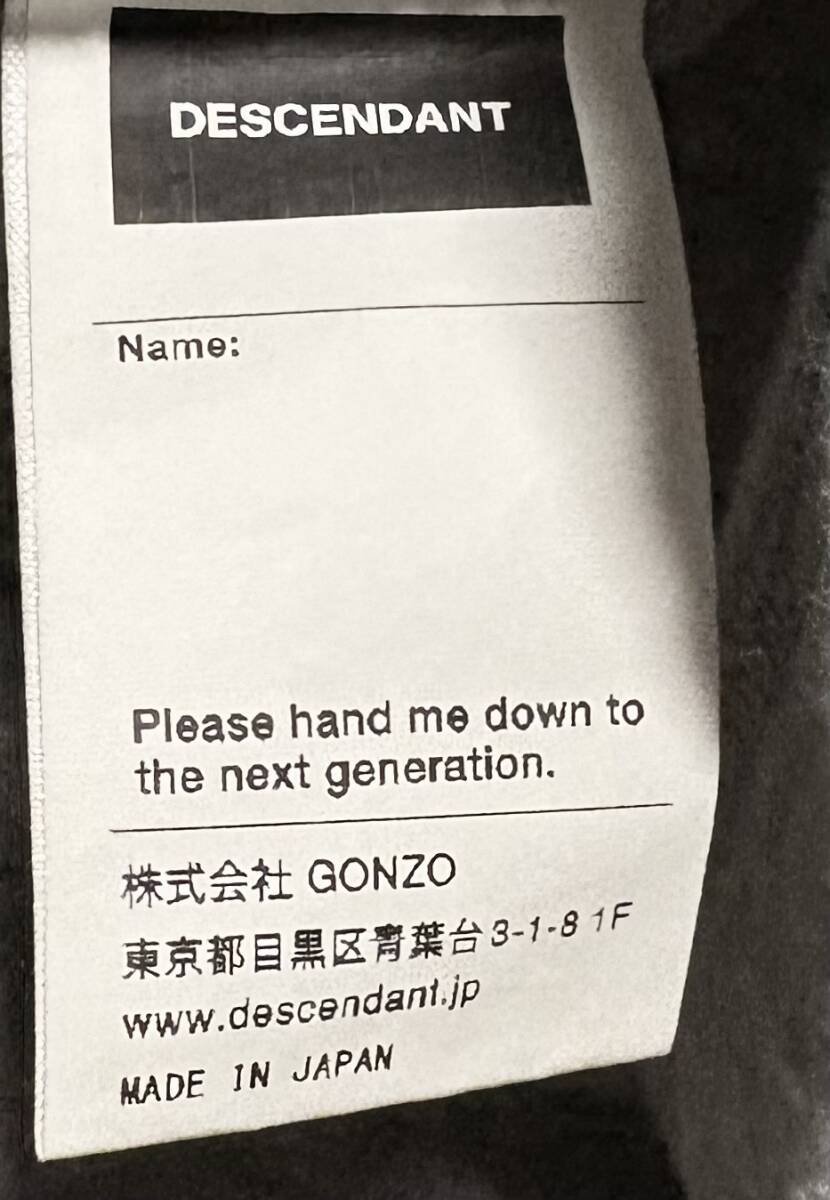 DESCENDANT
Name:
Please hand me down to
the next generation.
株式会社 GONZO
東京都目黒区青葉台3-1-8 1F
www.descendant.jp
MADE IN JAPAN